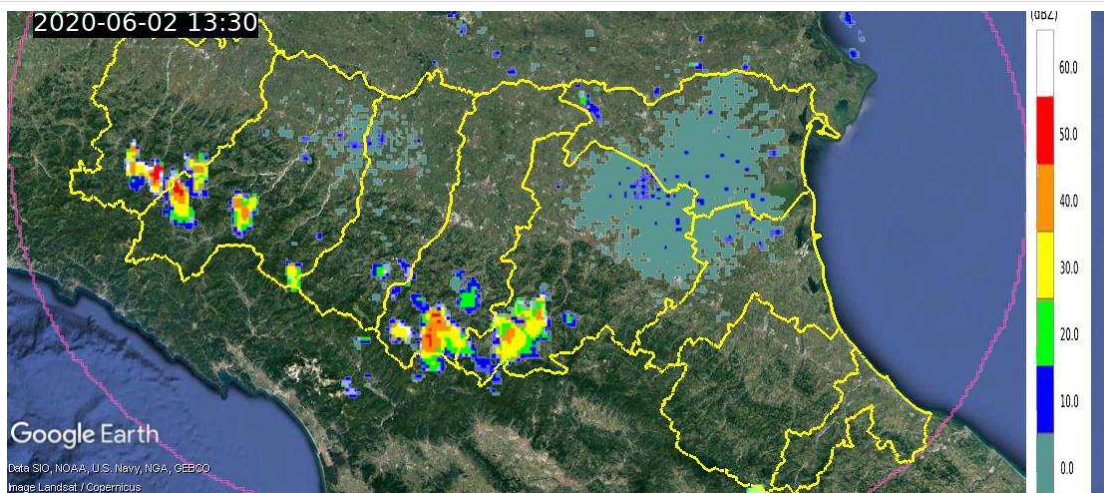 2020-06-02 13:30
(dBZ)
60.0
50.0
40.0
30.0
20.0
10.0
0.0
Google Earth
Data SIO, NOAA, U.S. Navy, NGA, GEBCO
Image Landsat / Copernicus